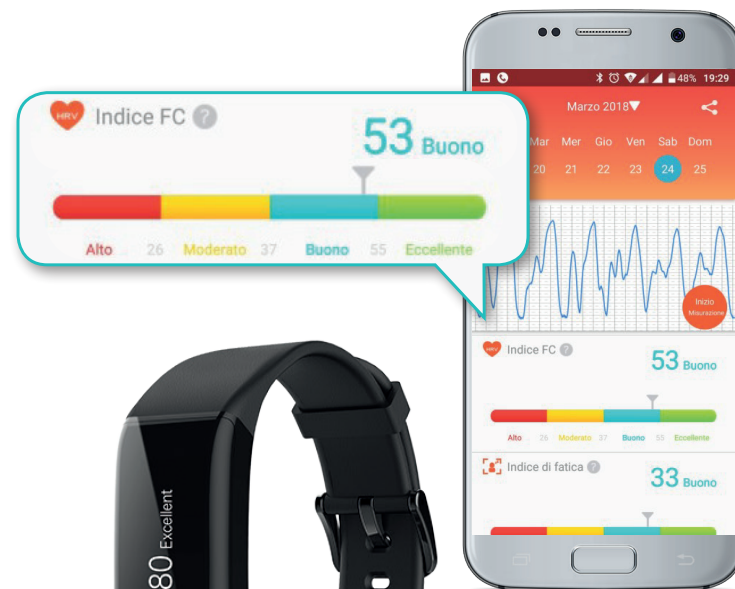 HRV Indice FC ?
53 Buono
Alto 26 Moderato 37 Buono 55 Eccellente
48% 19:29
Marzo 2018▼
Mar Mer Gio Ven Sab Dom
20 21 22 23 24 25
Inizio
Misurazione
HRV Indice FC ?
53 Buono
Alto 26 Moderato 37 Buono 55 Eccellente
Indice di fatica ?
33 Buono
80 Excellent